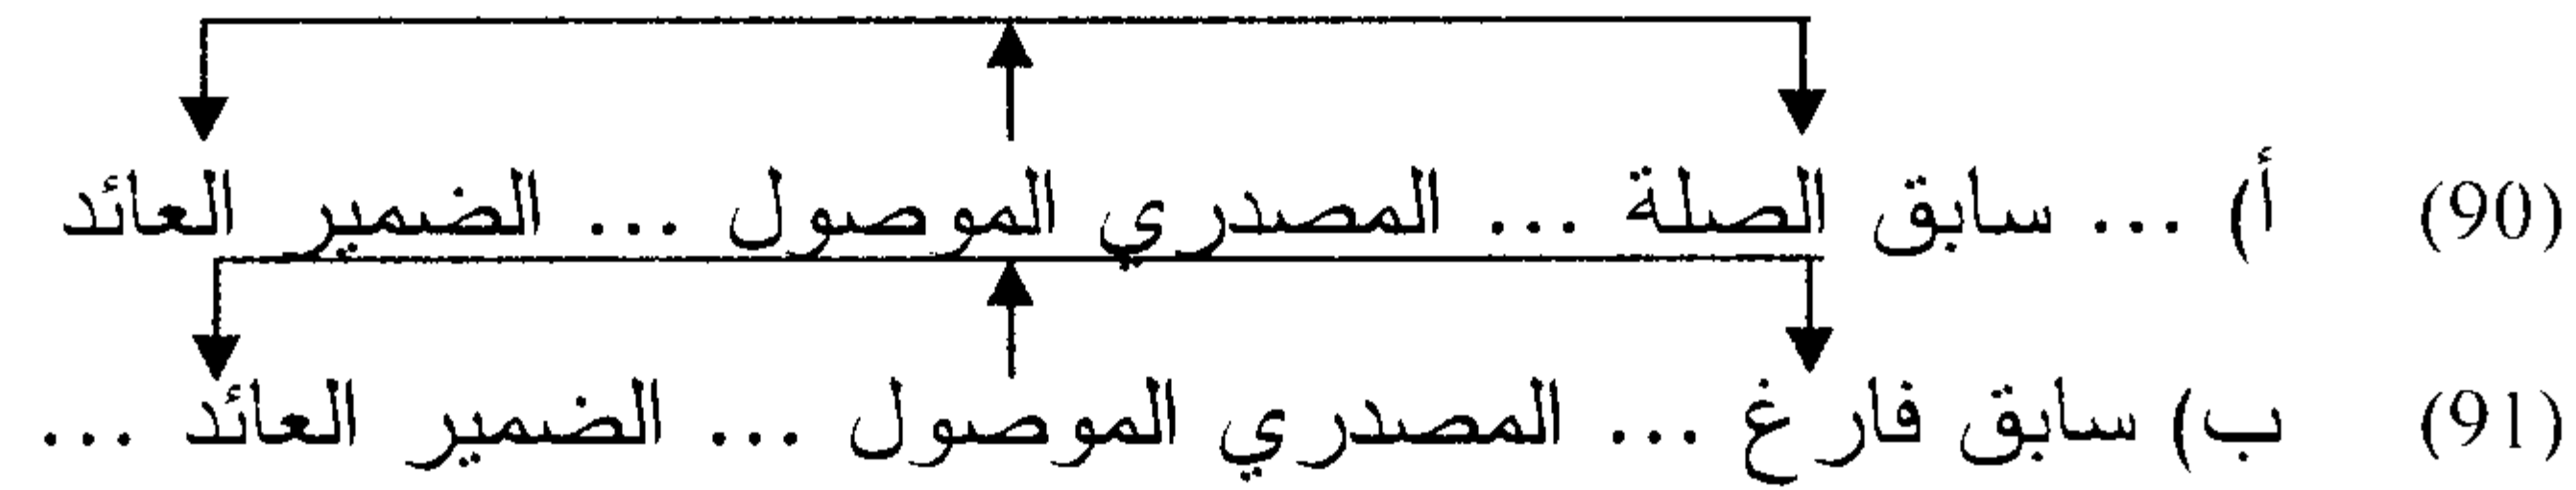 (90) أ) ... سابق الصلة ... المصدري الموصول ... الضمير العائد
(91) ب) سابق فارغ ... المصدري الموصول ... الضمير العائد ...